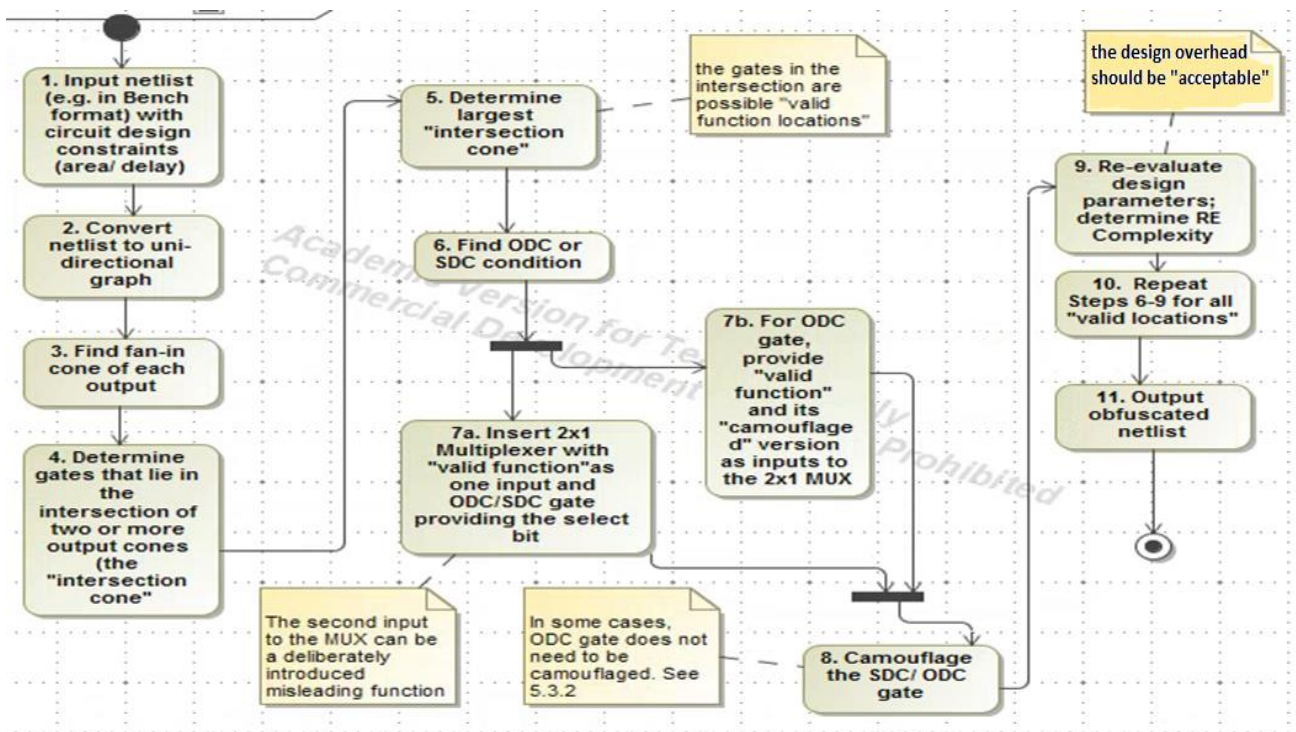 1. Input netlist
(e.g. in Bench
format) with
circuit design
constraints
(area/ delay)
2. Convert
netlist to uni-
directional
graph
3. Find fan-in
cone of each
output
4. Determine
gates that lie in
the
intersection of
two or more
output cones
(the
"intersection
cone"
5. Determine
largest
"intersection
cone"
the gates in the
intersection are
possible "valid
function locations"
6. Find ODC or
SDC condition
7a. Insert 2x1
Multiplexer with
"valid function"as
one input and
ODC/SDC gate
providing the select
bit
The second input
to the MUX can be
a deliberately
introduced
misleading function
7b. For ODC
gate,
provide
"valid
function"
and its
"camouflage
d" version
as inputs to
the 2x1 MUX
In some cases,
ODC gate does not
need to be
camouflaged. See
5.3.2
8. Camouflage
the SDC/ ODC
gate
the design overhead
should be "acceptable"
9. Re-evaluate
design
parameters;
determine RE
Complexity
10. Repeat
Steps 6-9 for all
"valid locations"
11. Output
obfuscated
netlist
Academ Version for Te ly
Commercial Development Prohibited